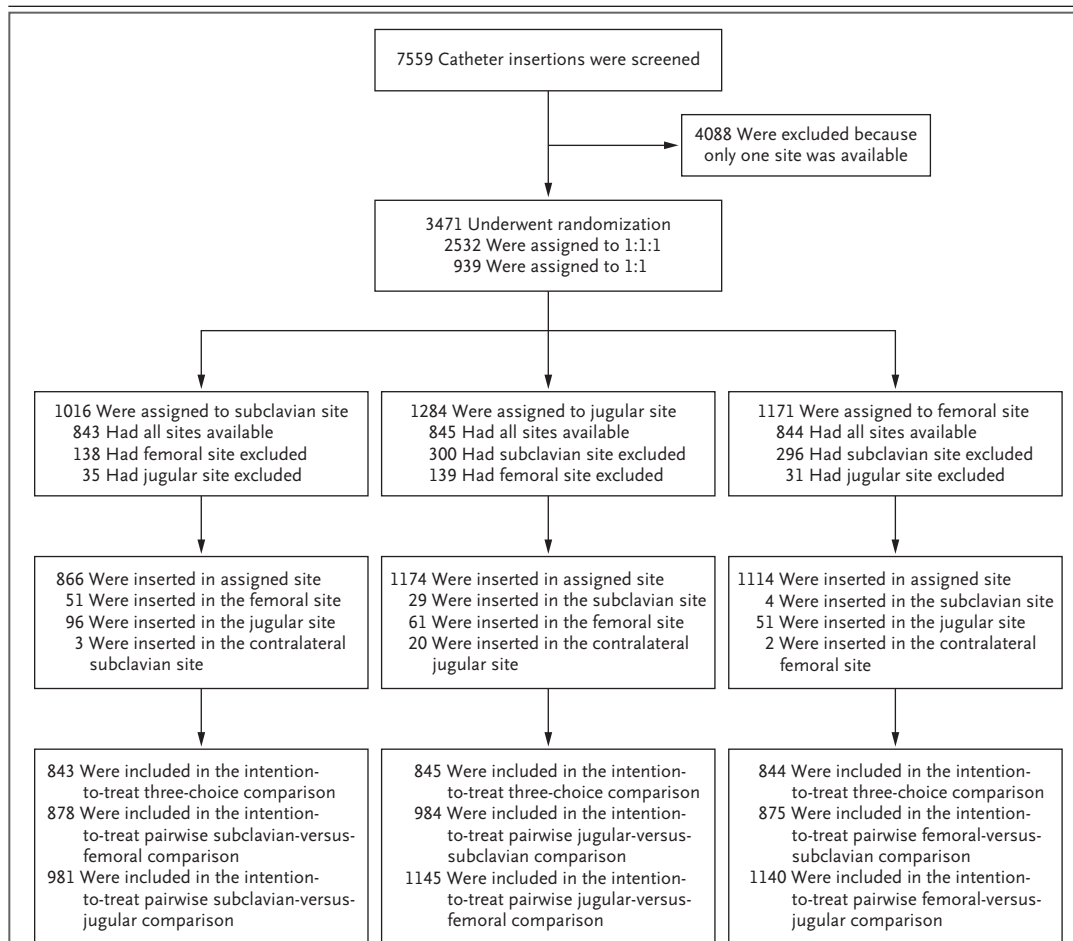 7559 Catheter insertions were screened
4088 Were excluded because
only one site was available
3471 Underwent randomization
2532 Were assigned to 1:1:1
939 Were assigned to 1:1
1016 Were assigned to subclavian site
843 Had all sites available
138 Had femoral site excluded
35 Had jugular site excluded
1284 Were assigned to jugular site
845 Had all sites available
300 Had subclavian site excluded
139 Had femoral site excluded
1171 Were assigned to femoral site
844 Had all sites available
296 Had subclavian site excluded
31 Had jugular site excluded
866 Were inserted in assigned site
51 Were inserted in the femoral site
96 Were inserted in the jugular site
3 Were inserted in the contralateral
subclavian site
1174 Were inserted in assigned site
29 Were inserted in the subclavian site
61 Were inserted in the femoral site
20 Were inserted in the contralateral
jugular site
1114 Were inserted in assigned site
4 Were inserted in the subclavian site
51 Were inserted in the jugular site
2 Were inserted in the contralateral
femoral site
843 Were included in the intention-
to-treat three-choice comparison
878 Were included in the intention-
to-treat pairwise subclavian-versus-
femoral comparison
981 Were included in the intention-
to-treat pairwise subclavian-versus-
jugular comparison
845 Were included in the intention-
to-treat three-choice comparison
984 Were included in the intention-
to-treat pairwise jugular-versus-
subclavian comparison
1145 Were included in the intention-
to-treat pairwise jugular-versus-
femoral comparison
844 Were included in the intention-
to-treat three-choice comparison
875 Were included in the intention-
to-treat pairwise femoral-versus-
subclavian comparison
1140 Were included in the intention-
to-treat pairwise femoral-versus-
jugular comparison